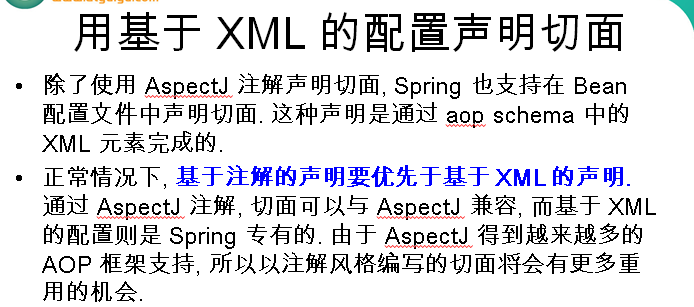 用基于 XML 的配置声明切面
• 除了使用 AspectJ 注解声明切面, Spring 也支持在 Bean
配置文件中声明切面. 这种声明是通过 aop schema 中的
XML 元素完成的.
• 正常情况下, 基于注解的声明要优先于基于 XML 的声明.
通过 AspectJ 注解, 切面可以与 AspectJ 兼容, 而基于 XML
的配置则是 Spring 专有的. 由于 AspectJ 得到越来越多的
AOP 框架支持, 所以以注解风格编写的切面将会有更多重
用的机会.